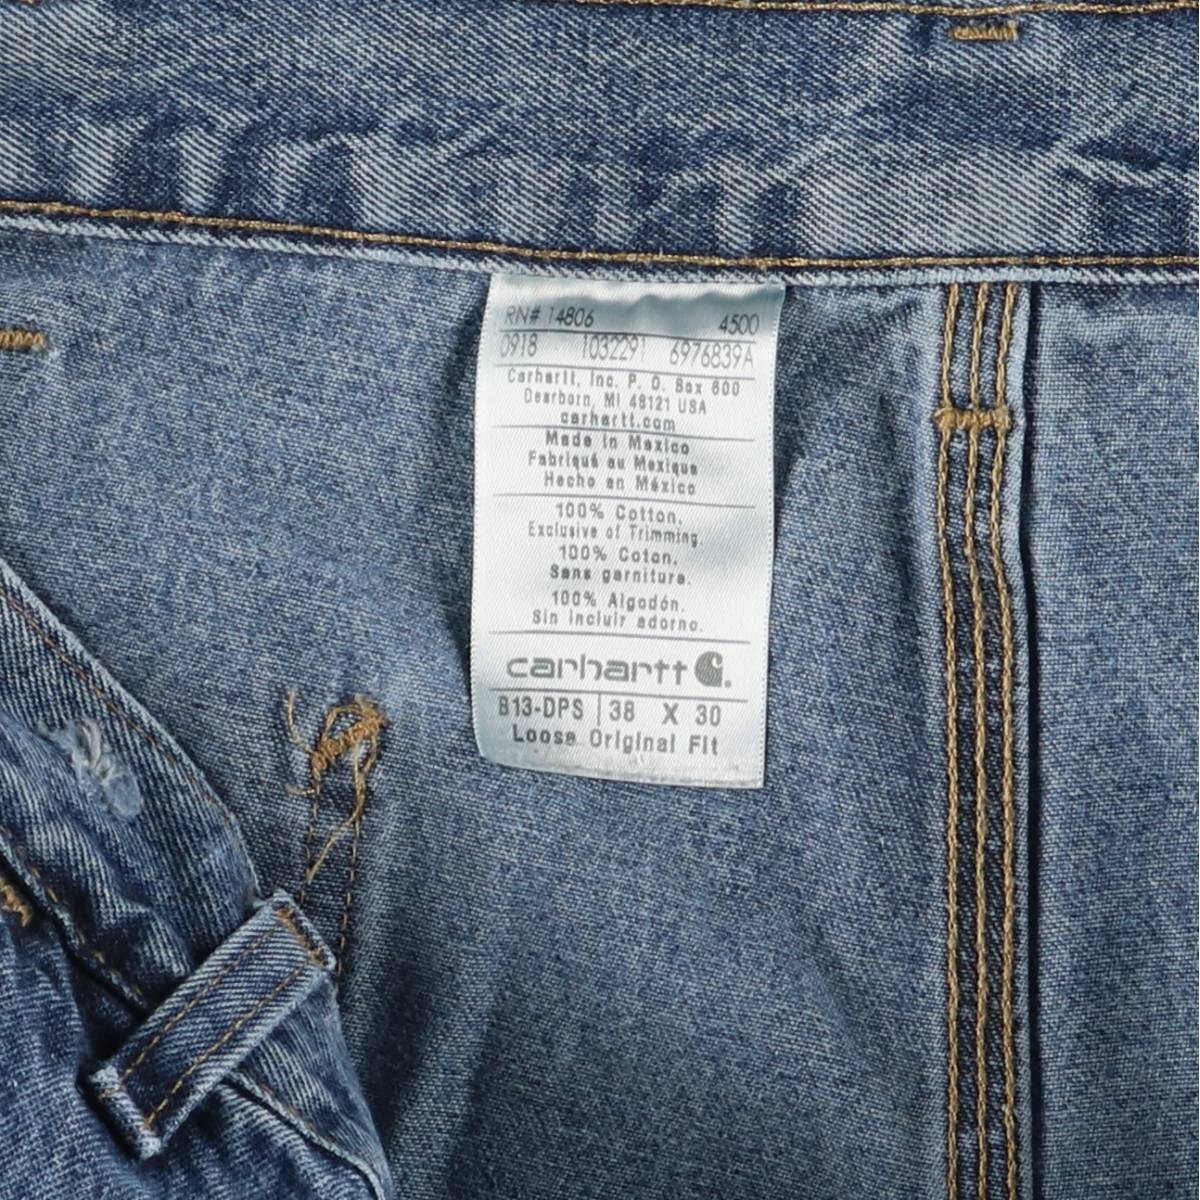 RN# 14806 4500
0918 1032291 6976839A
Carhartt, Inc. P. O. Box 600
Dearborn, MI 48121 USA
carhartt.com
Made in Mexico
Fabriqué au Mexique
Hecho en México
100% Cotton.
Exclusive of Trimming.
100% Coton.
Sans garniture.
100% Algodón.
Sin incluir adorno.
carhartt
B13-DPS 38 X 30
Loose Original Fit